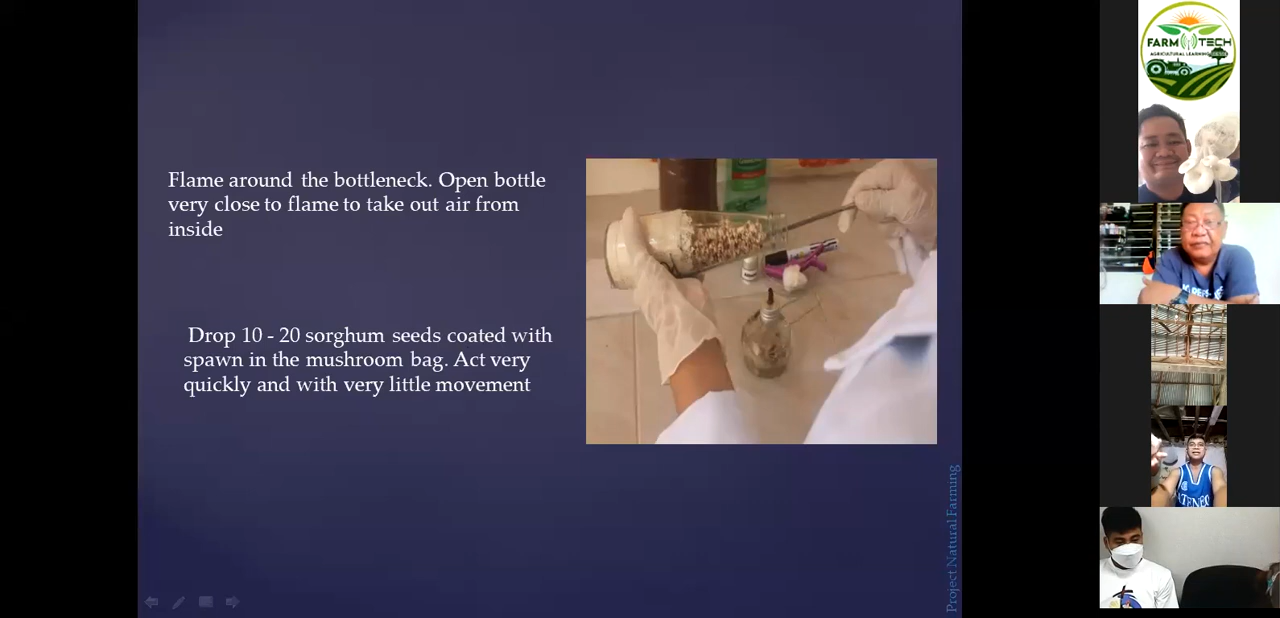 Flame around the bottleneck. Open bottle
very close to flame to take out air from
inside
Drop 10 - 20 sorghum seeds coated with
spawn in the mushroom bag. Act very
quickly and with very little movement
Project Natural Farming
FARM TECH
AGRICULTURAL LEARNING